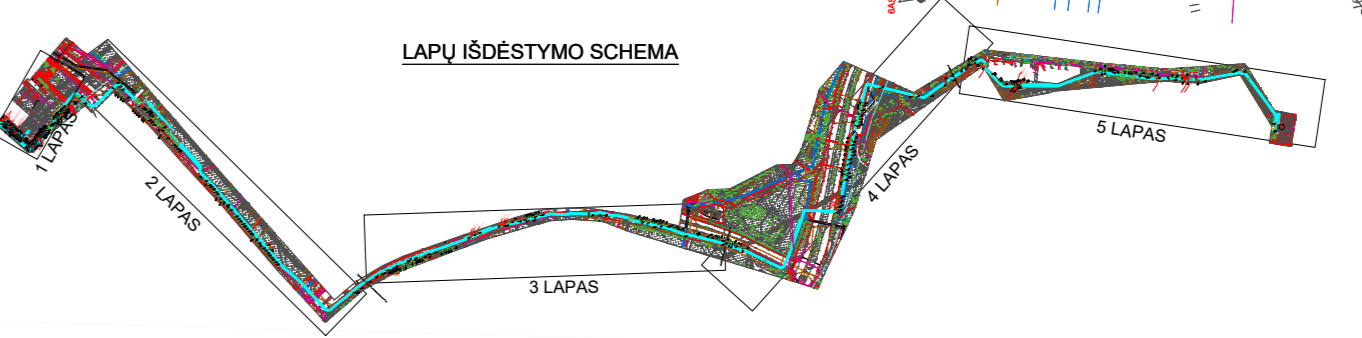 LAPŲ IŠDĖSTYMO SCHEMA
1 LAPAS
2 LAPAS
3 LAPAS
4 LAPAS
5 LAPAS